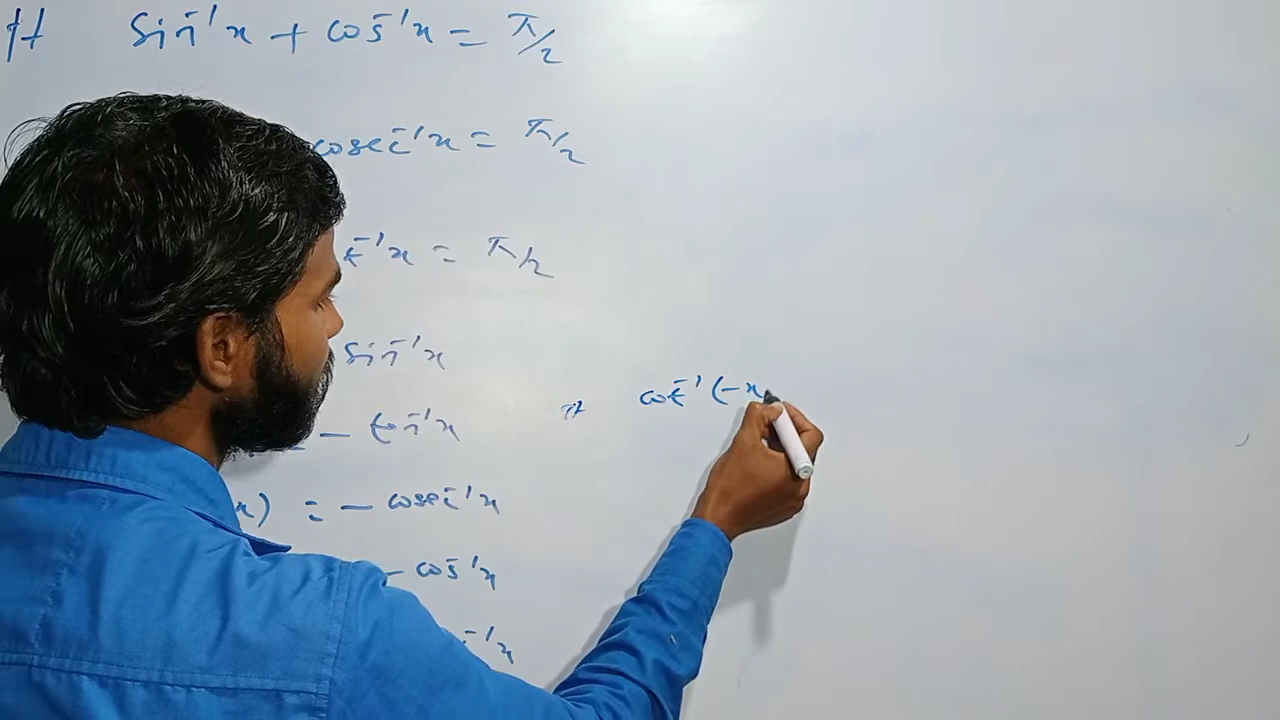 # sin⁻¹x + cos⁻¹x = π/2
cosec⁻¹x = π/2
t⁻¹x = π/2
sin⁻¹x
= - tan⁻¹x
x) = - cosec⁻¹x
- cos⁻¹x
⁻¹x
# cot⁻¹(-x